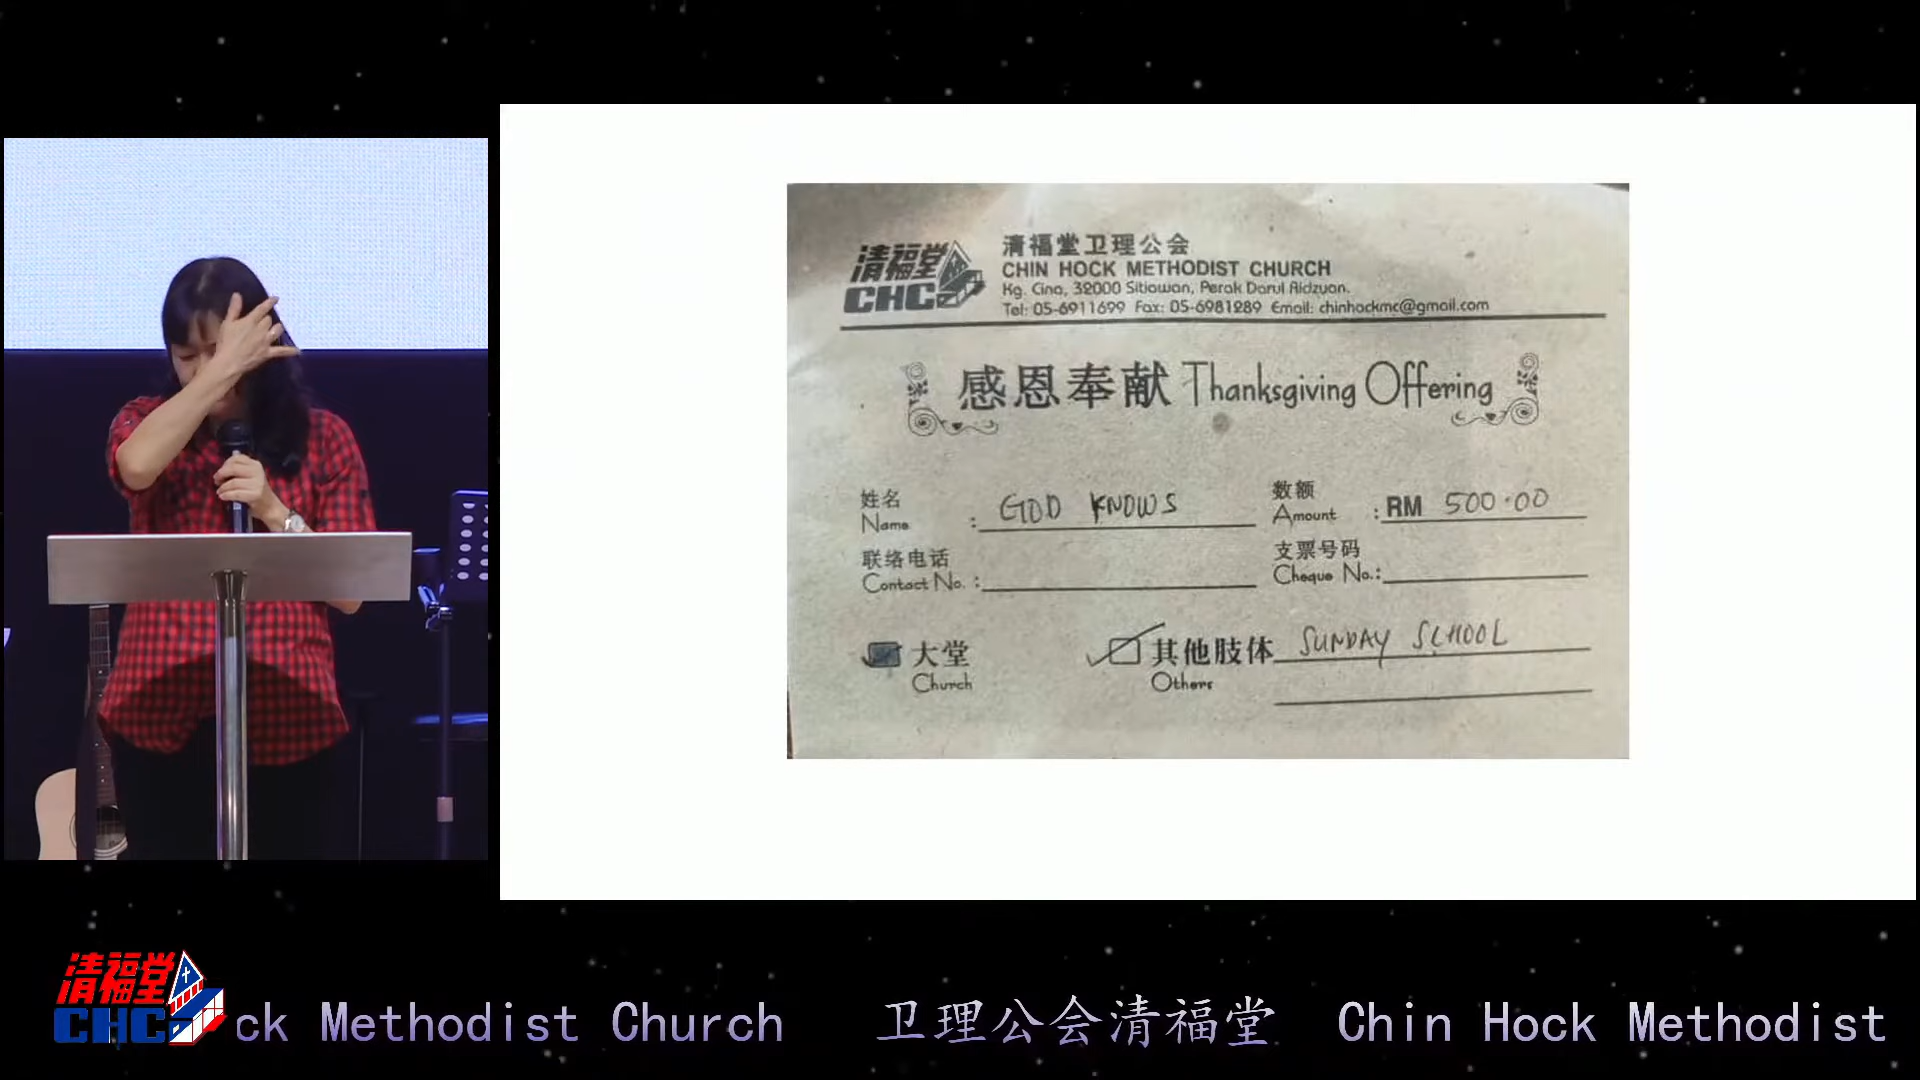 清福堂
CHC
清福堂卫理公会
CHIN HOCK METHODIST CHURCH
Kg. Cina, 32000 Sitiawan, Perak Darul Ridzuan.
Tel: 05-6911699 Fax: 05-6981289 Email: chinhockmc@gmail.com
感恩奉献 Thanksgiving Offering
姓名
Name : GOD KNOWS
数额
Amount : RM 500.00
联络电话
Contact No. :
支票号码
Cheque No.:
大堂
Church
其他肢体 SUNDAY SCHOOL
Others
清福堂
CHC
ck Methodist Church 卫理公会清福堂 Chin Hock Methodist